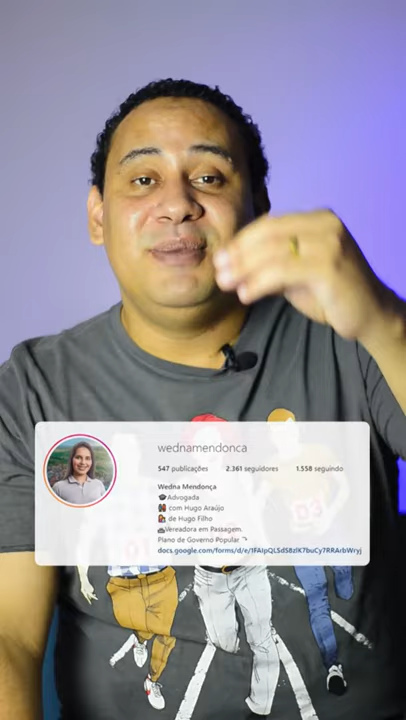 wednamendonca
547 publicações 2.361 seguidores 1.558 seguindo
Wedna Mendonça
🎓Advogada
👫 com Hugo Araújo
👩‍👦 de Hugo Filho
Vereadora em Passagem.
Plano de Governo Popular ⤵
docs.google.com/forms/d/e/1FAIpQLSdS8zlK7buCy7RRArbWryj
D3